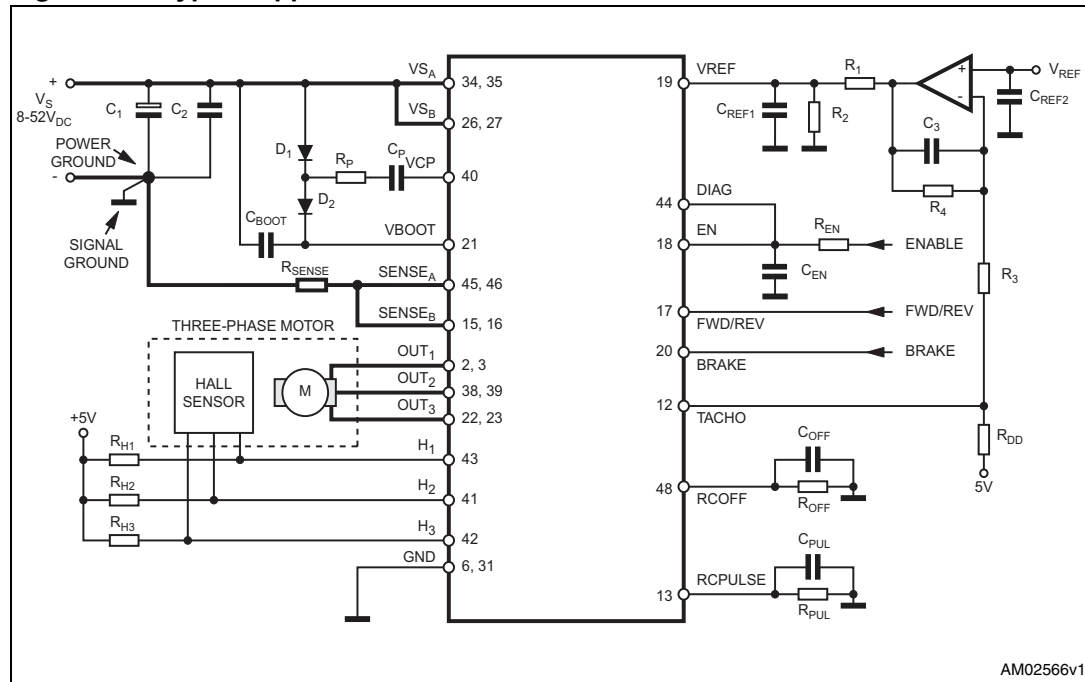 VS_A
34, 35
VS_B
26, 27
+
V_S
8-52V_DC
C_1
C_2
POWER
GROUND
-
SIGNAL
GROUND
D_1
D_2
R_P
C_P
VCP
40
C_BOOT
VBOOT
21
R_SENSE
SENSE_A
45, 46
SENSE_B
15, 16
THREE-PHASE MOTOR
HALL
SENSOR
M
OUT_1
2, 3
OUT_2
38, 39
OUT_3
22, 23
+5V
R_H1
H_1
43
R_H2
H_2
41
R_H3
H_3
42
GND
6, 31
19
VREF
R_1
C_REF1
R_2
+
-
V_REF
C_REF2
C_3
R_4
R_3
44
DIAG
18
EN
R_EN
ENABLE
C_EN
17
FWD/REV
FWD/REV
20
BRAKE
BRAKE
12
TACHO
R_DD
5V
48
RCOFF
C_OFF
R_OFF
13
RCPULSE
C_PUL
R_PUL
AM02566v1